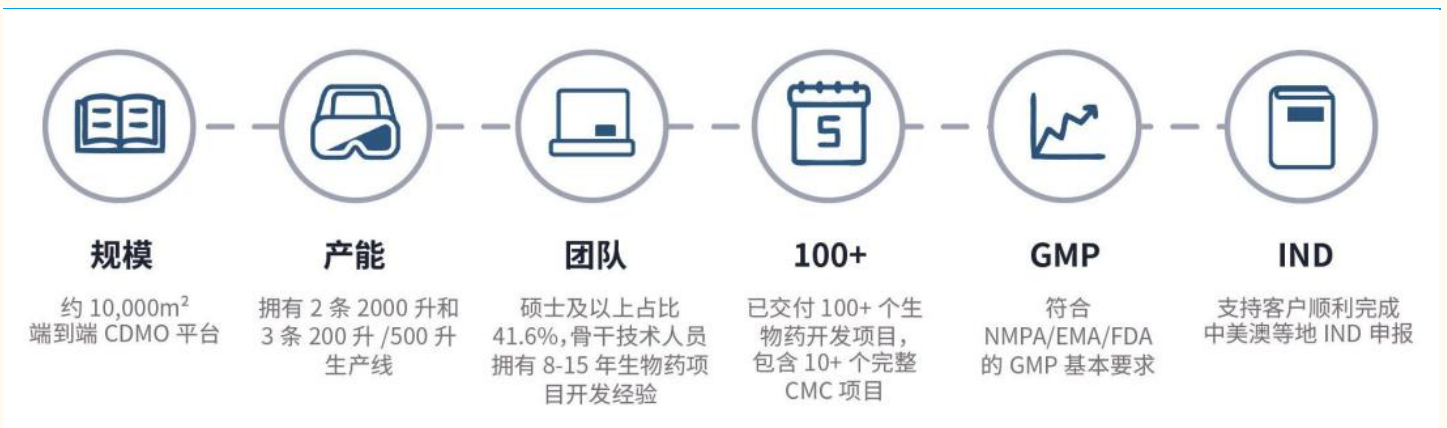 5
规模
约 10,000m²
端到端 CDMO 平台
产能
拥有 2 条 2000 升和
3 条 200 升 /500 升
生产线
团队
硕士及以上占比
41.6%,骨干技术人员
拥有 8-15 年生物药项
目开发经验
100+
已交付 100+ 个生
物药开发项目，
包含 10+ 个完整
CMC 项目
GMP
符合
NMPA/EMA/FDA
的 GMP 基本要求
IND
支持客户顺利完成
中美澳等地 IND 申报